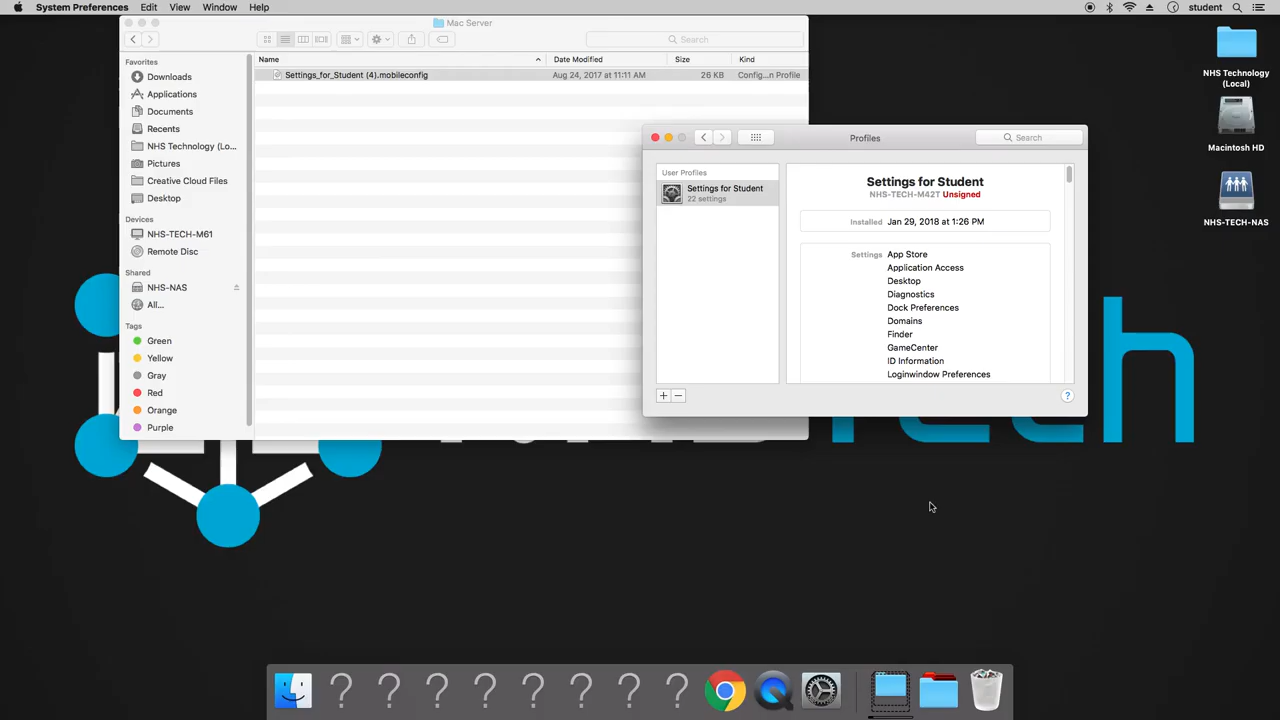 System Preferences Edit View Window Help
student
Mac Server
Search
Favorites
Downloads
Applications
Documents
Recents
NHS Technology (Lo...
Pictures
Creative Cloud Files
Desktop
Devices
NHS-TECH-M61
Remote Disc
Shared
NHS-NAS
All...
Tags
Green
Yellow
Gray
Red
Orange
Purple
Name Date Modified Size Kind
Settings_for_Student (4).mobileconfig Aug 24, 2017 at 11:11 AM 26 KB Config...n Profile
Profiles
Search
User Profiles
Settings for Student
22 settings
Settings for Student
NHS-TECH-M42T Unsigned
Installed Jan 29, 2018 at 1:26 PM
Settings App Store
Application Access
Desktop
Diagnostics
Dock Preferences
Domains
Finder
GameCenter
ID Information
Loginwindow Preferences
NHS Technology
(Local)
Macintosh HD
NHS-TECH-NAS